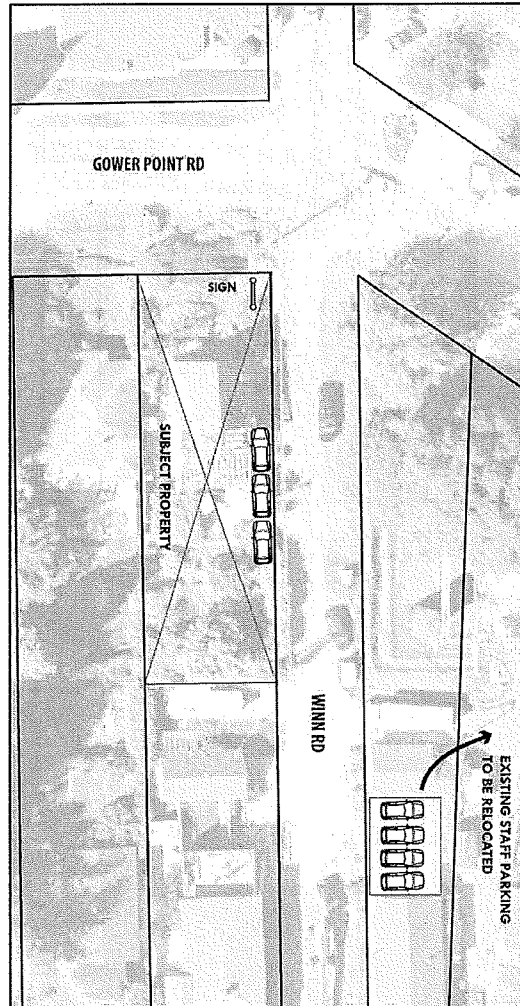 GOWER POINT RD
SIGN
SUBJECT PROPERTY
WINN RD
EXISTING STAFF PARKING
TO BE RELOCATED